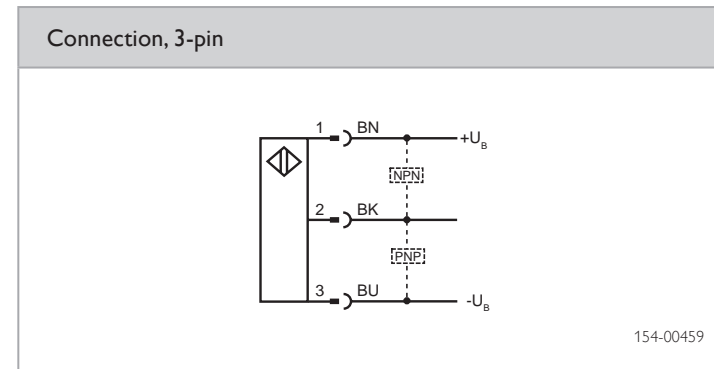 Connection, 3-pin
1 BN +U_B
NPN
2 BK
PNP
3 BU -U_B
154-00459